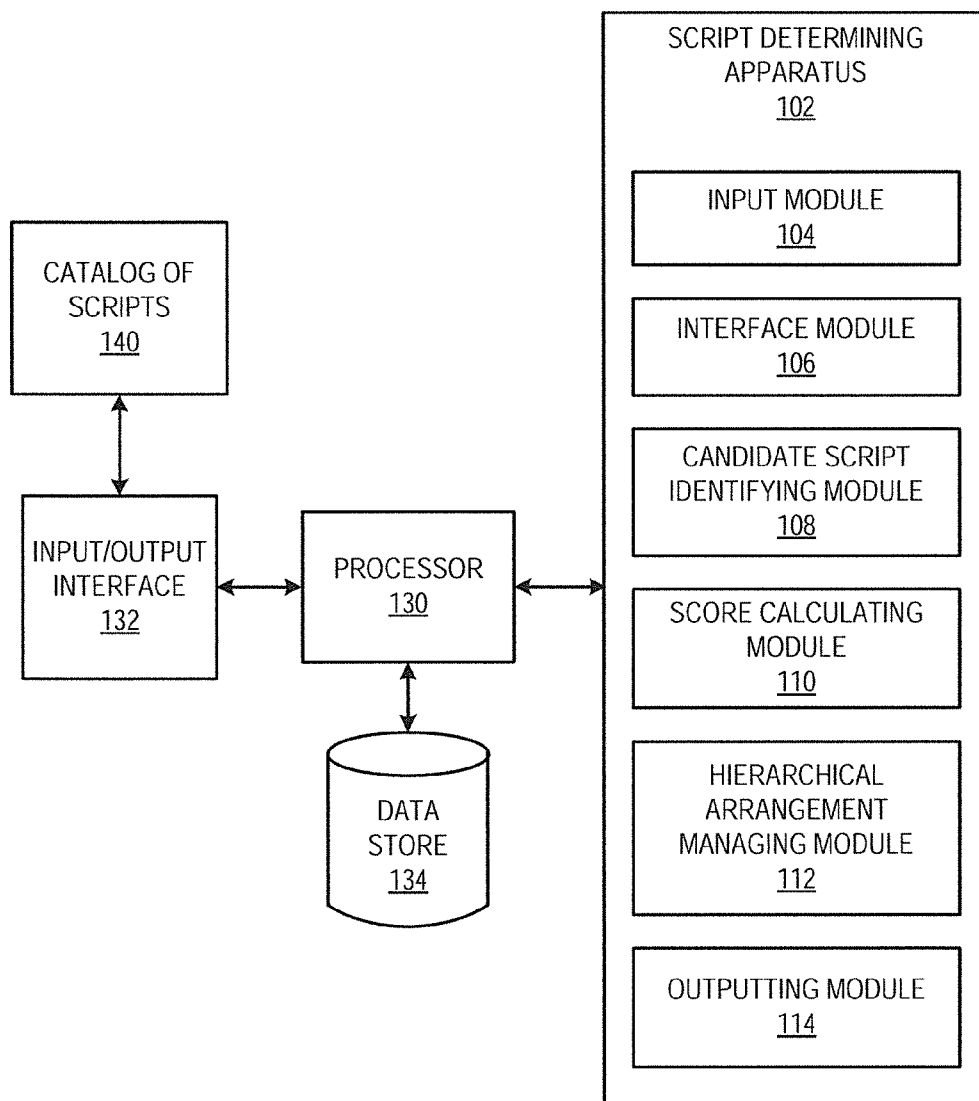 SCRIPT DETERMINING
APPARATUS
102
INPUT MODULE
104
INTERFACE MODULE
106
CANDIDATE SCRIPT
IDENTIFYING MODULE
108
SCORE CALCULATING
MODULE
110
HIERARCHICAL
ARRANGEMENT
MANAGING MODULE
112
OUTPUTTING MODULE
114
CATALOG OF
SCRIPTS
140
INPUT/OUTPUT
INTERFACE
132
PROCESSOR
130
DATA
STORE
134